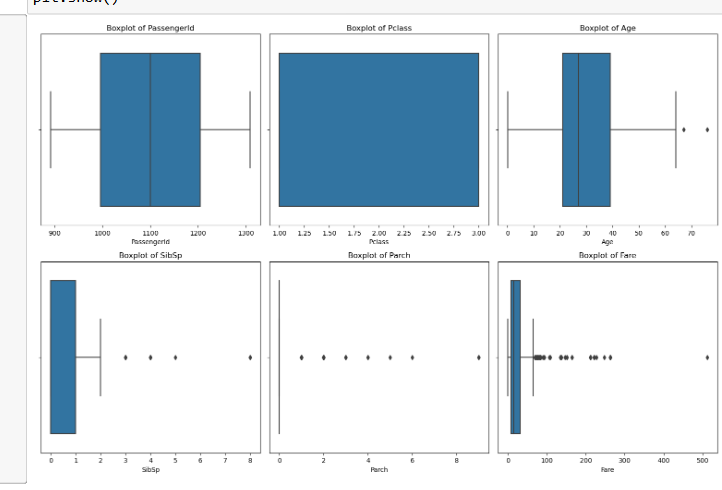 plt.show()
Boxplot of PassengerId
Boxplot of Pclass
Boxplot of Age
900 1000 1100 1200 1300
PassengerId
1.00 1.25 1.50 1.75 2.00 2.25 2.50 2.75 3.00
Pclass
0 10 20 30 40 50 60 70
Age
Boxplot of SibSp
Boxplot of Parch
Boxplot of Fare
0 1 2 3 4 5 6 7 8
SibSp
0 2 4 6 8
Parch
0 100 200 300 400 500
Fare